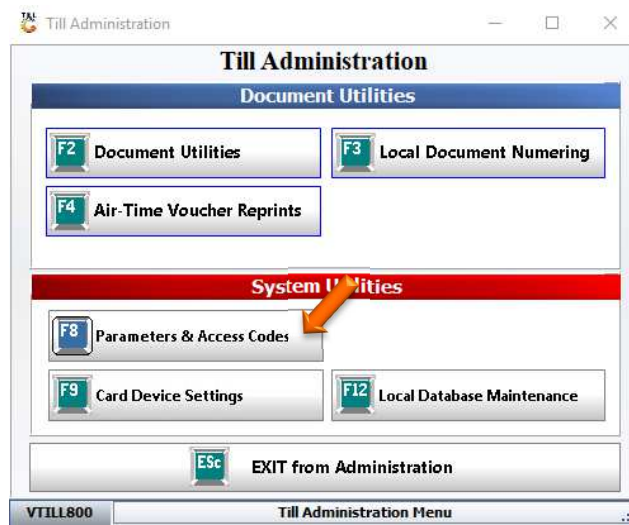 Till Administration
Till Administration
Document Utilities
F2 Document Utilities
F3 Local Document Numering
F4 Air-Time Voucher Reprints
System Utilities
F8 Parameters & Access Codes
F9 Card Device Settings
F12 Local Database Maintenance
ESc EXIT from Administration
VTILL800 Till Administration Menu